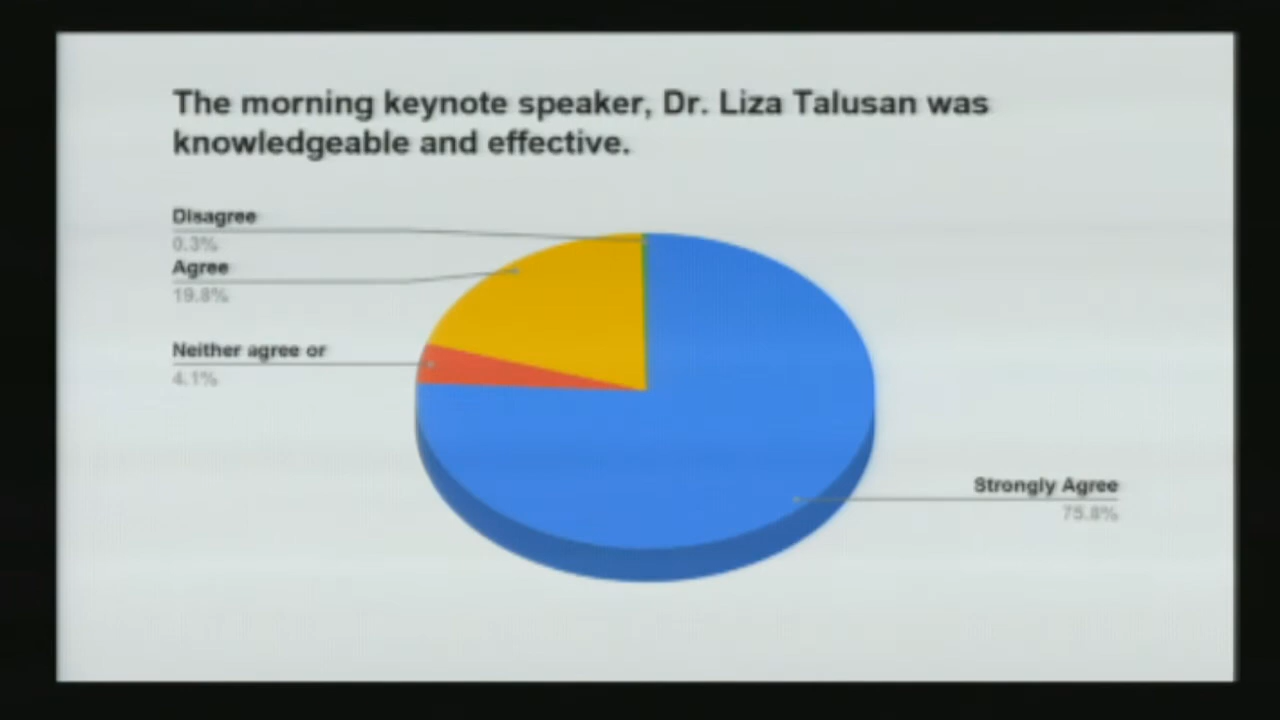 The morning keynote speaker, Dr. Liza Talusan was
knowledgeable and effective.
Disagree
0.3%
Agree
19.8%
Neither agree or
4.1%
Strongly Agree
75.8%